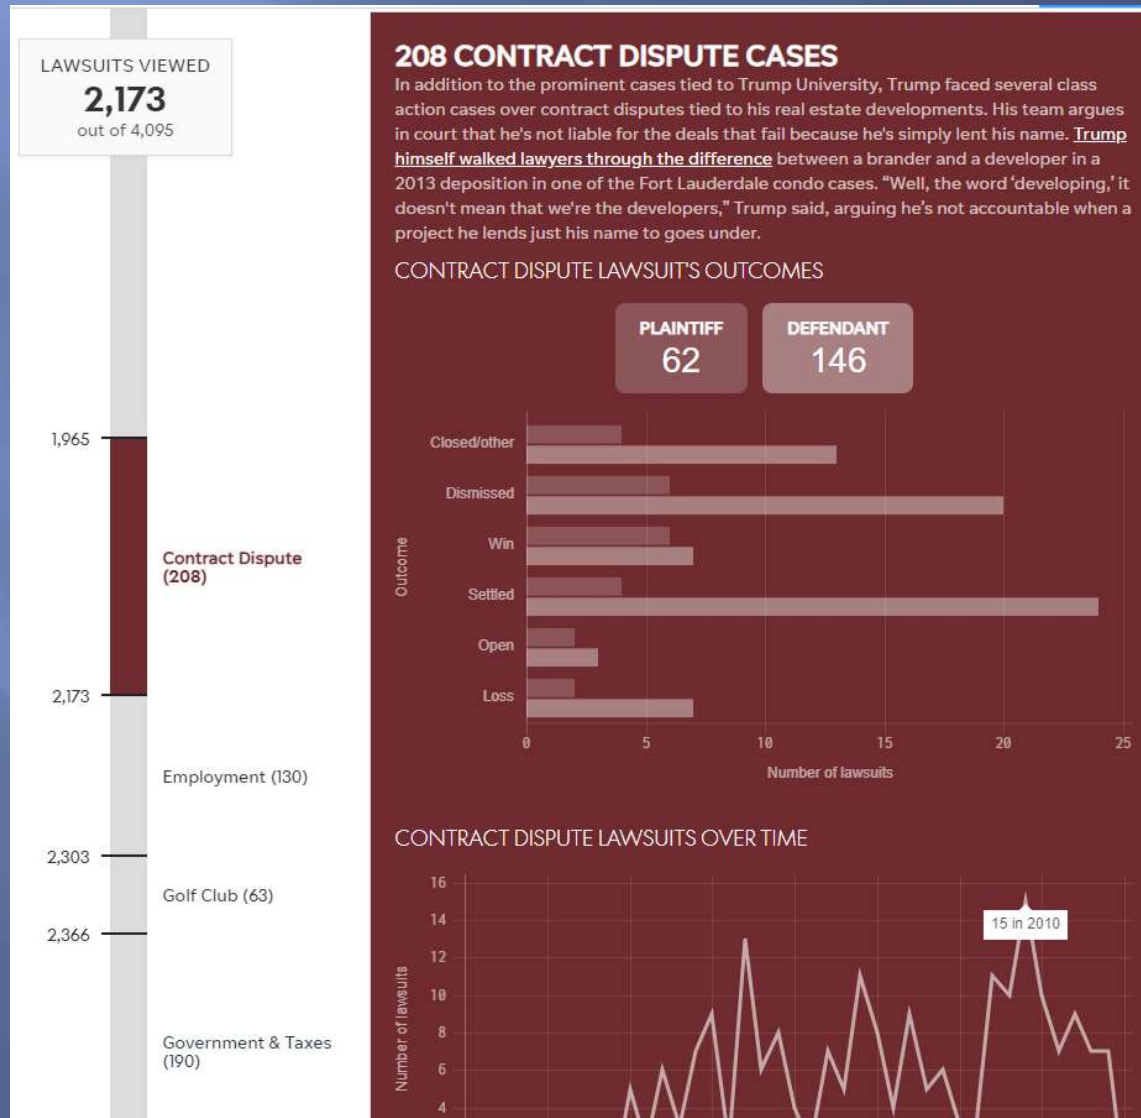 LAWSUITS VIEWED
2,173
out of 4,095
1,965
Contract Dispute
(208)
2,173
Employment (130)
2,303
Golf Club (63)
2,366
Government & Taxes
(190)
208 CONTRACT DISPUTE CASES
In addition to the prominent cases tied to Trump University, Trump faced several class
action cases over contract disputes tied to his real estate developments. His team argues
in court that he's not liable for the deals that fail because he's simply lent his name. Trump
himself walked lawyers through the difference between a brander and a developer in a
2013 deposition in one of the Fort Lauderdale condo cases. “Well, the word ‘developing,’ it
doesn't mean that we're the developers,” Trump said, arguing he's not accountable when a
project he lends just his name to goes under.
CONTRACT DISPUTE LAWSUIT'S OUTCOMES
PLAINTIFF
62
DEFENDANT
146
Outcome
Closed/other
Dismissed
Win
Settled
Open
Loss
0 5 10 15 20 25
Number of lawsuits
CONTRACT DISPUTE LAWSUITS OVER TIME
Number of lawsuits
16
14
15 in 2010
12
10
8
6
4